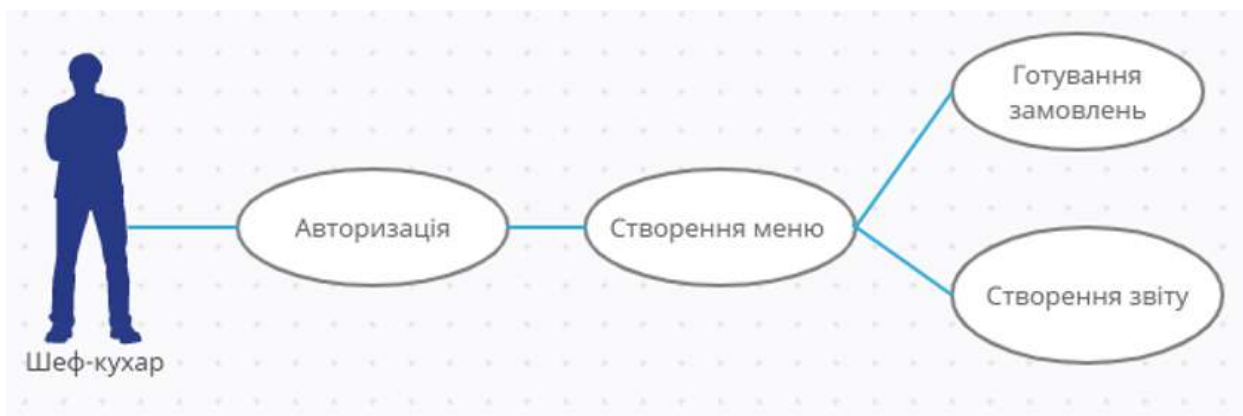 Готування
замовлень
Авторизація
Створення меню
Створення звіту
Шеф-кухар